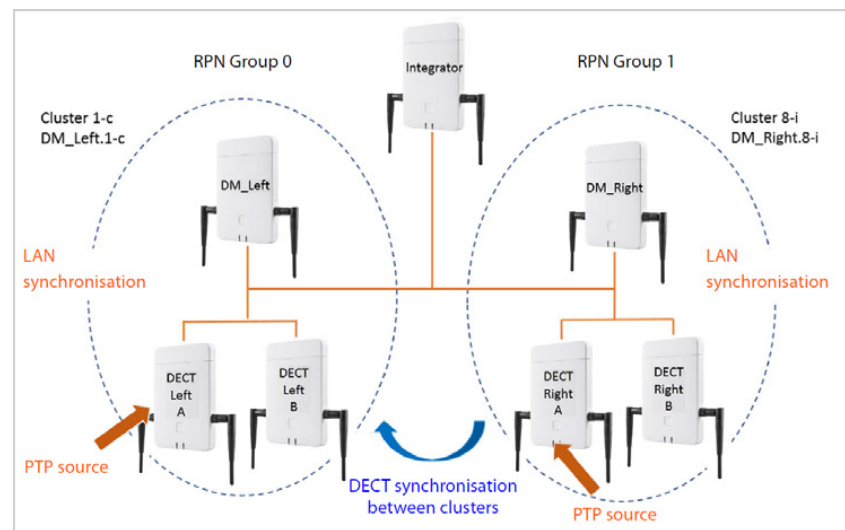 RPN Group 0
Integrator
RPN Group 1
Cluster 1-c
DM_Left.1-c
Cluster 8-i
DM_Right.8-i
DM_Left
DM_Right
LAN
synchronisation
LAN
synchronisation
DECT
Left
A
DECT
Left
B
DECT
Right
A
DECT
Right
B
PTP source
DECT synchronisation
between clusters
PTP source